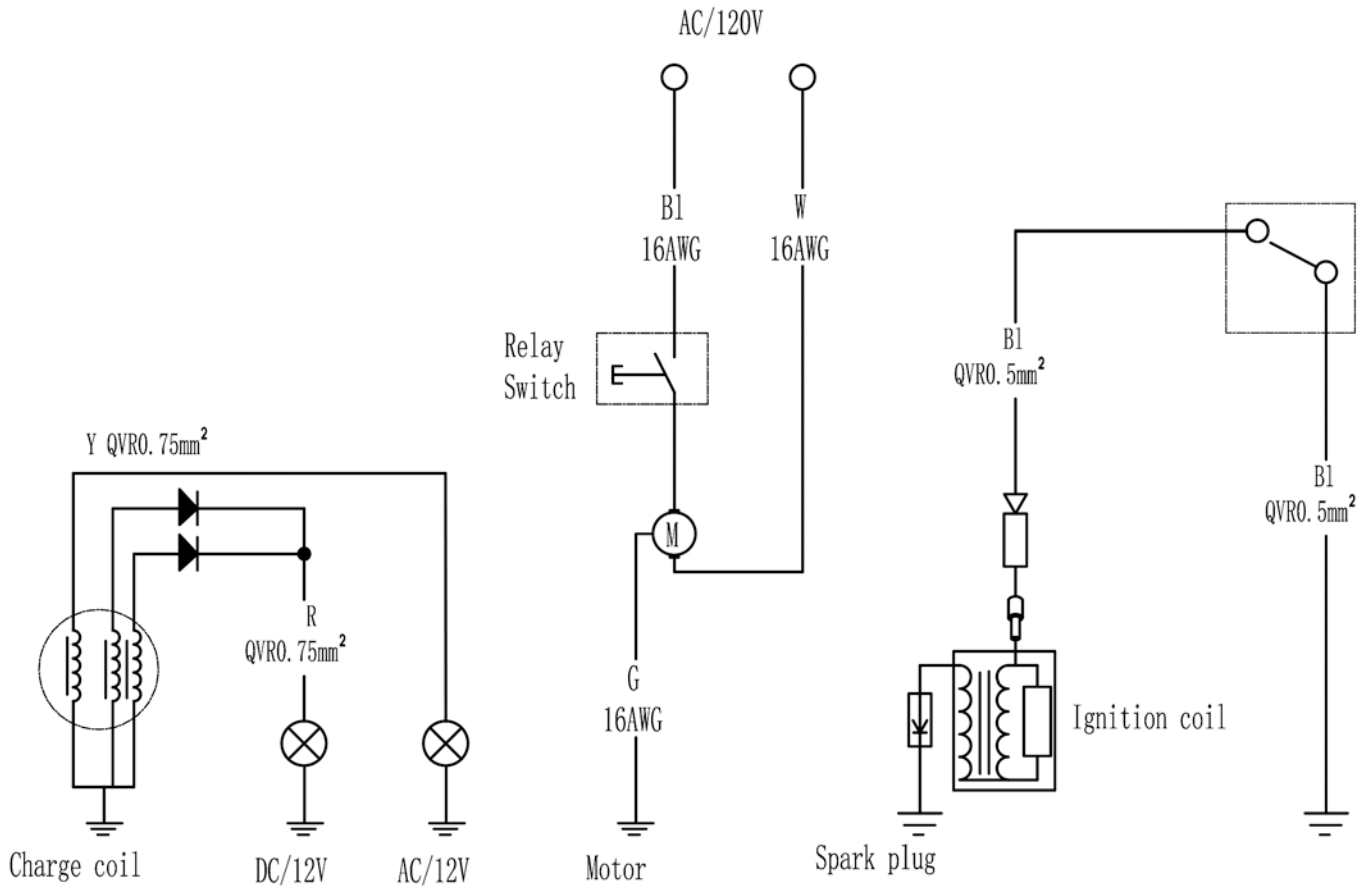 AC/120V
Bl
16AWG
W
16AWG
Relay
Switch
Bl
QVR0.5mm²
Bl
QVR0.5mm²
Y QVR0.75mm²
R
QVR0.75mm²
M
G
16AWG
Ignition coil
Charge coil
DC/12V
AC/12V
Motor
Spark plug